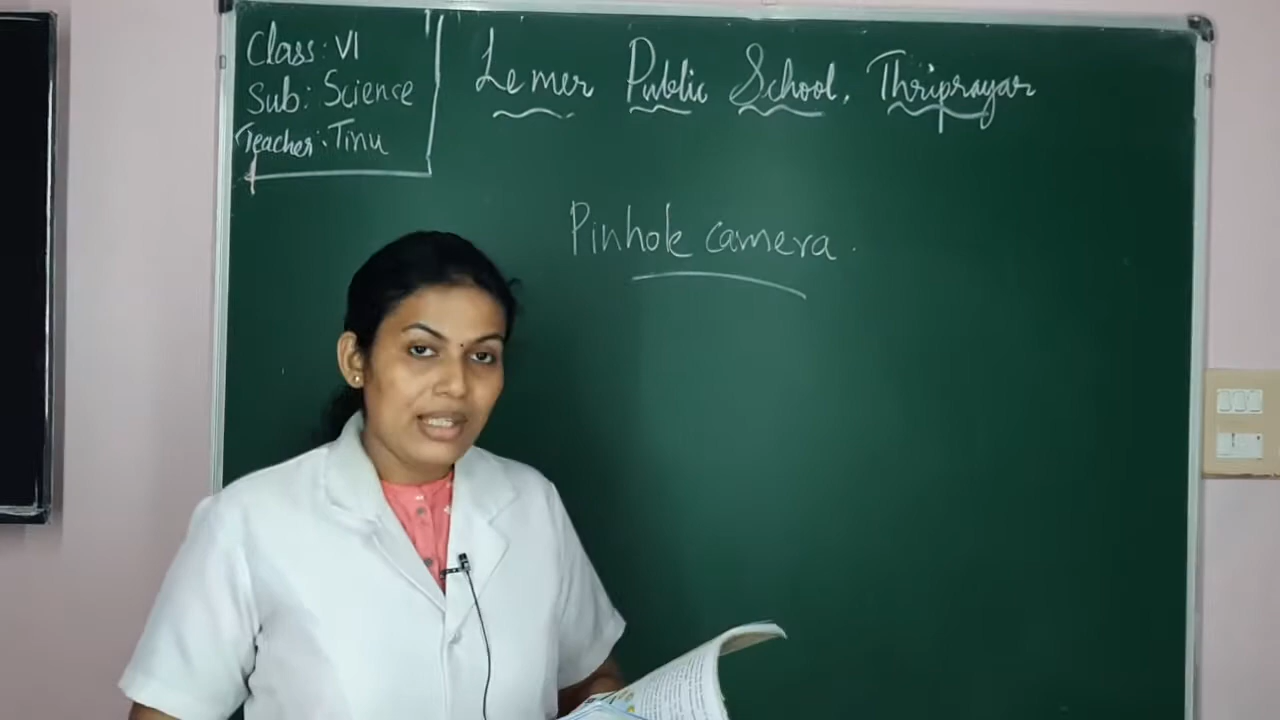 Class: VI
Sub: Science
Teacher: Tinu
Lemer Public School, Thriprayar
Pinhole camera.